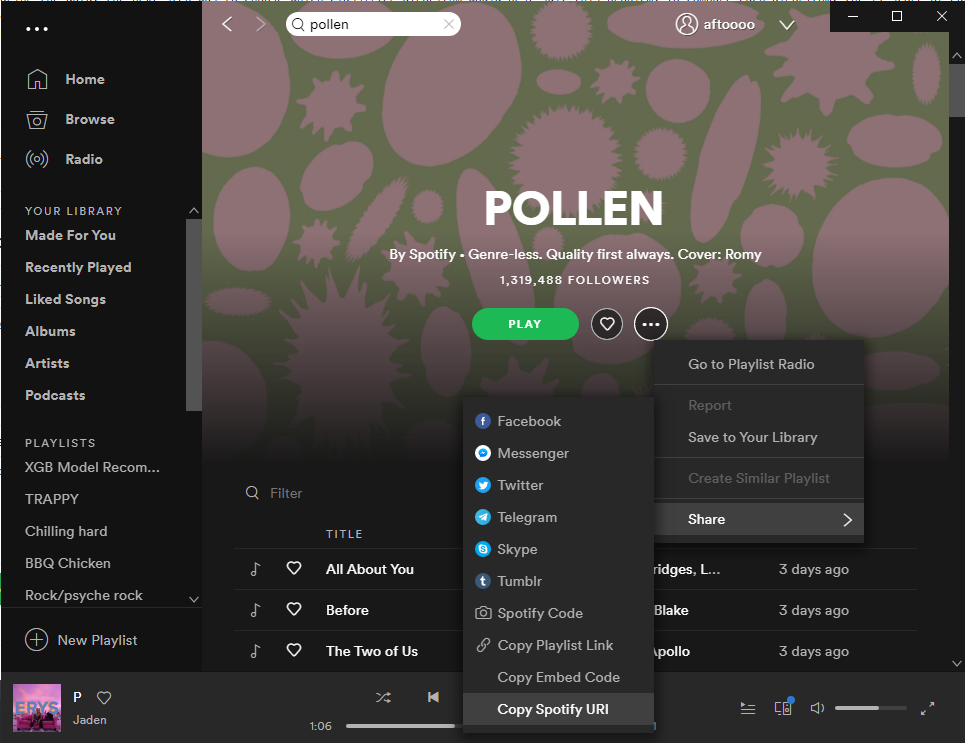 pollen
aftoooo
Home
Browse
Radio
YOUR LIBRARY
Made For You
Recently Played
Liked Songs
Albums
Artists
Podcasts
PLAYLISTS
XGB Model Recom...
TRAPPY
Chilling hard
BBQ Chicken
Rock/psyche rock
New Playlist
POLLEN
By Spotify • Genre-less. Quality first always. Cover: Romy
1,319,488 FOLLOWERS
PLAY
Go to Playlist Radio
Report
Save to Your Library
Create Similar Playlist
Share
Facebook
Messenger
Twitter
Telegram
Skype
Tumblr
Spotify Code
Copy Playlist Link
Copy Embed Code
Copy Spotify URI
Filter
TITLE
All About You ridges, L... 3 days ago
Before Blake 3 days ago
The Two of Us Apollo 3 days ago
ERYS
P
Jaden
1:06